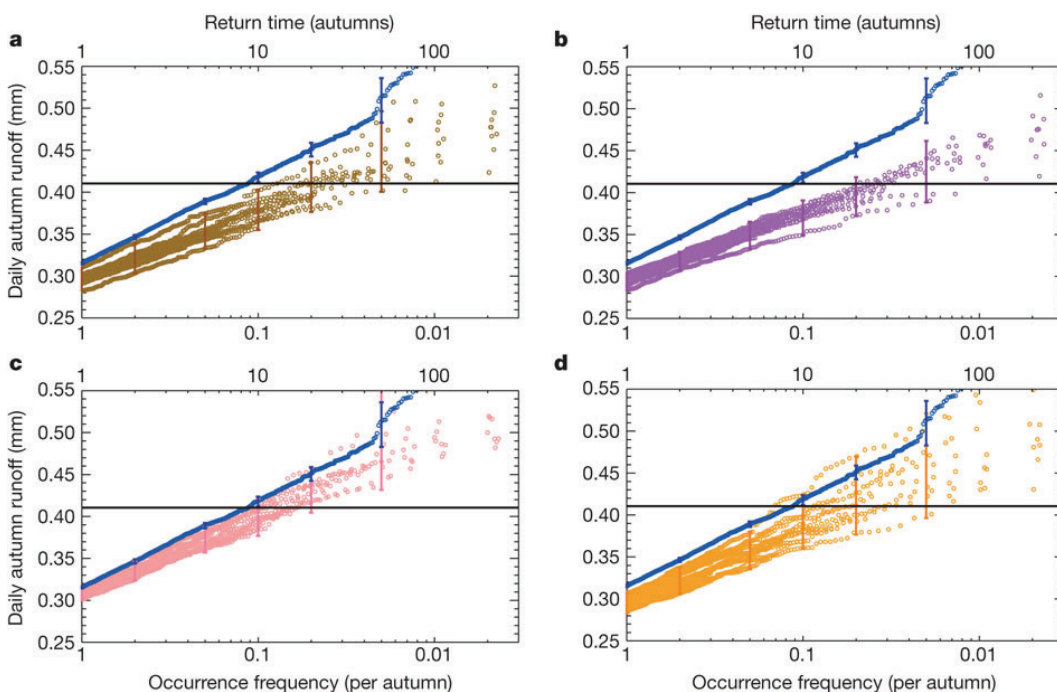 Return time (autumns) Return time (autumns)
a b
1 10 100 1 10 100
0.55 0.55
0.50 0.50
0.45 0.45
0.40 0.40
0.35 0.35
0.30 0.30
0.25 0.25
Daily autumn runoff (mm)
1 0.1 0.01 1 0.1 0.01
c d
1 10 100 1 10 100
0.55 0.55
0.50 0.50
0.45 0.45
0.40 0.40
0.35 0.35
0.30 0.30
0.25 0.25
Daily autumn runoff (mm)
1 0.1 0.01 1 0.1 0.01
Occurrence frequency (per autumn) Occurrence frequency (per autumn)